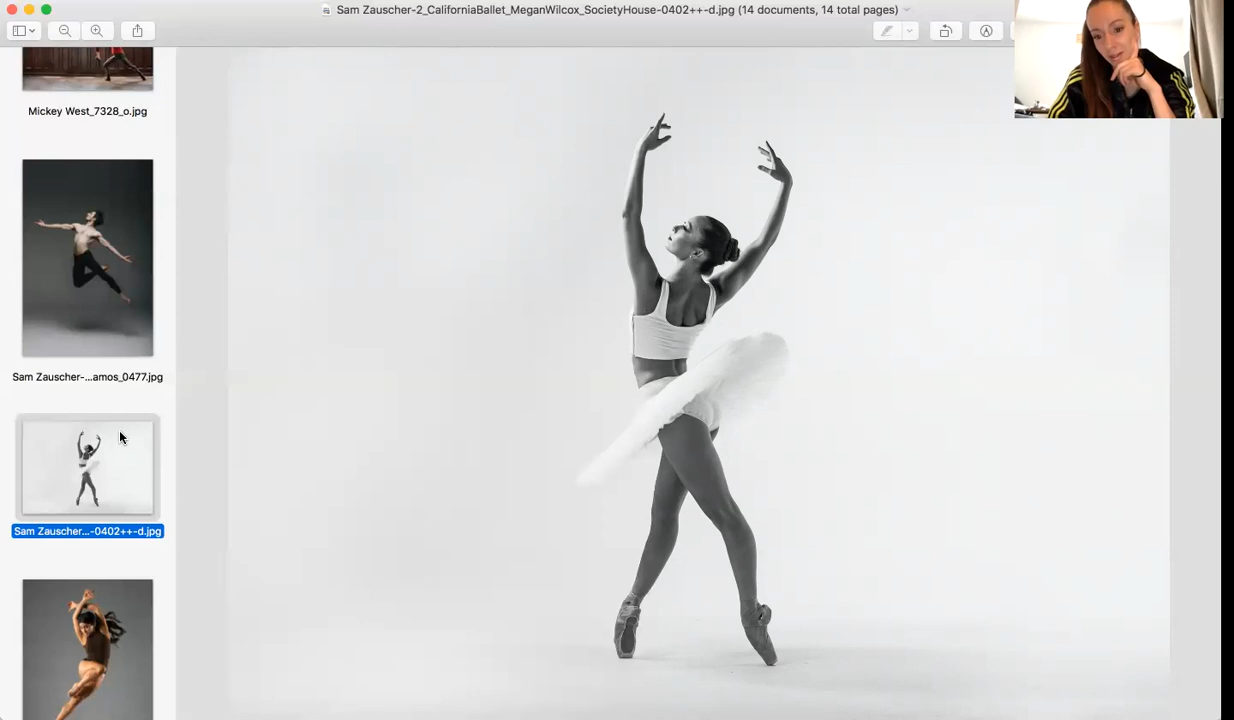 Sam Zauscher-2_CaliforniaBallet_MeganWilcox_SocietyHouse-0402++-d.jpg (14 documents, 14 total pages)
Mickey West_7328_o.jpg
Sam Zauscher-...amos_0477.jpg
Sam Zauscher...-0402++-d.jpg